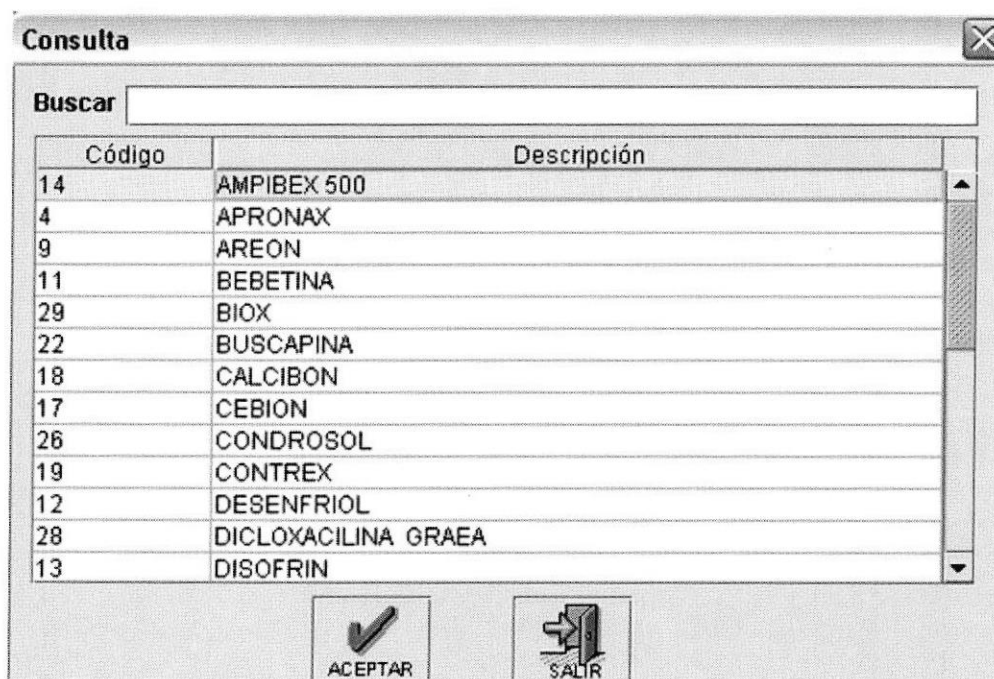 Consulta
Buscar
Código Descripción
14 AMPIBEX 500
4 APRONAX
9 AREON
11 BEBETINA
29 BIOX
22 BUSCAPINA
18 CALCIBON
17 CEBION
26 CONDROSOL
19 CONTREX
12 DESENFRIOL
28 DICLOXACILINA GRAEA
13 DISOFRIN
ACEPTAR SALIR